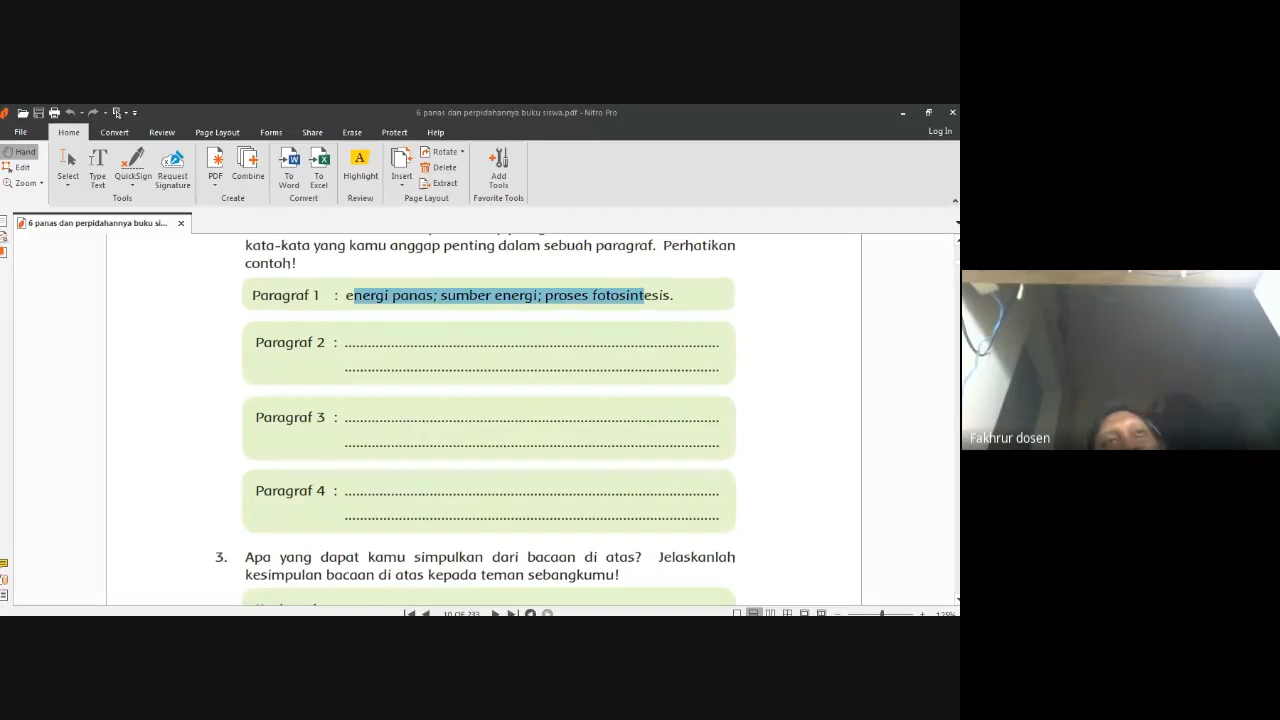 6 panas dan perpidahannya buku siswa.pdf - Nitro Pro
File Home Convert Review Page Layout Forms Share Erase Protect Help Log In
Hand
Edit
Zoom
Select
Type Text
QuickSign
Request Signature
PDF
Combine
To Word
To Excel
Highlight
Insert
Rotate
Delete
Extract
Add Tools
Tools Create Convert Review Page Layout Favorite Tools
6 panas dan perpidahannya buku si...
kata-kata yang kamu anggap penting dalam sebuah paragraf. Perhatikan
contoh!
Paragraf 1 : energi panas; sumber energi; proses fotosintesis.
Paragraf 2 : ................................................................................
................................................................................
Paragraf 3 : ................................................................................
................................................................................
Paragraf 4 : ................................................................................
................................................................................
3. Apa yang dapat kamu simpulkan dari bacaan di atas? Jelaskanlah
kesimpulan bacaan di atas kepada teman sebangkumu!
10 OF 233
125%
Fakhrur dosen